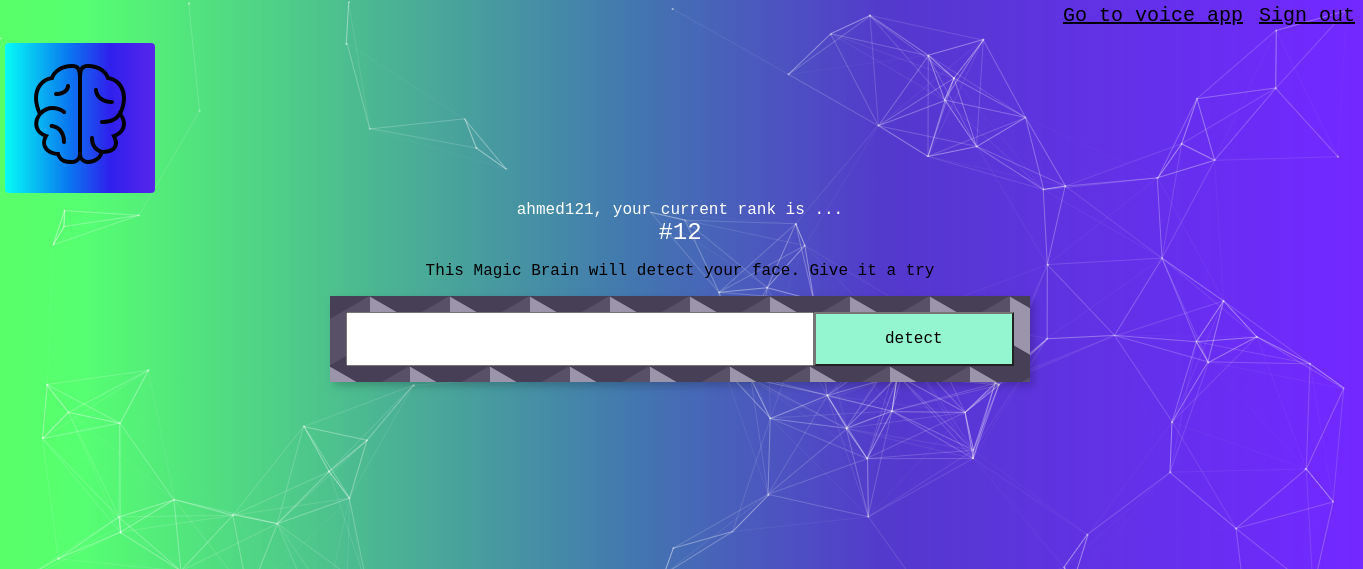 Go to voice app Sign out
ahmed121, your current rank is ...
#12
This Magic Brain will detect your face. Give it a try
detect